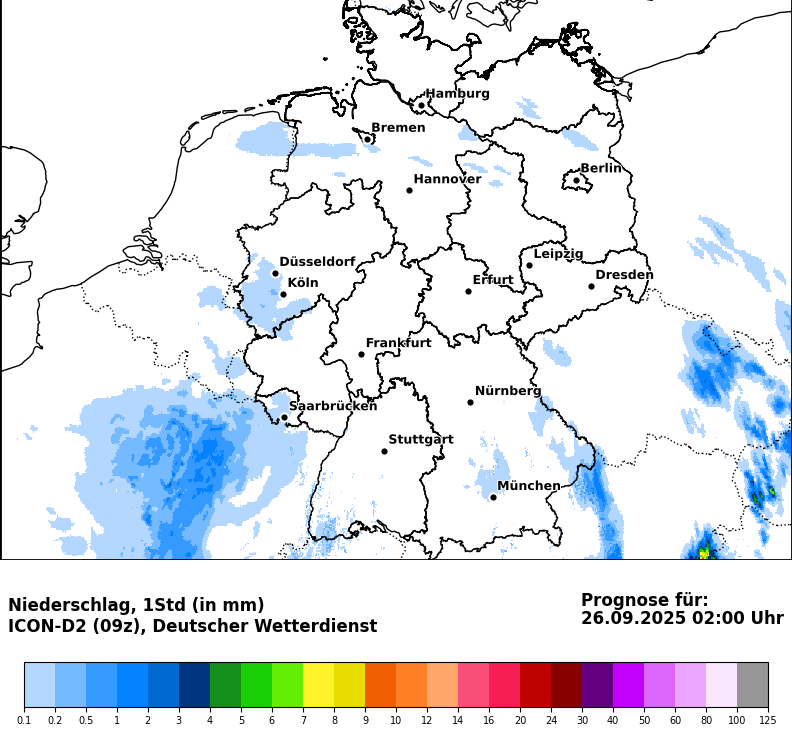 Hamburg
Bremen
Berlin
Hannover
Leipzig
Düsseldorf
Dresden
Köln
Erfurt
Frankfurt
Nürnberg
Saarbrücken
Stuttgart
München
Niederschlag, 1Std (in mm)
ICON-D2 (09z), Deutscher Wetterdienst
Prognose für:
26.09.2025 02:00 Uhr
0.1 0.2 0.5 1 2 3 4 5 6 7 8 9 10 12 14 16 20 24 30 40 50 60 80 100 125